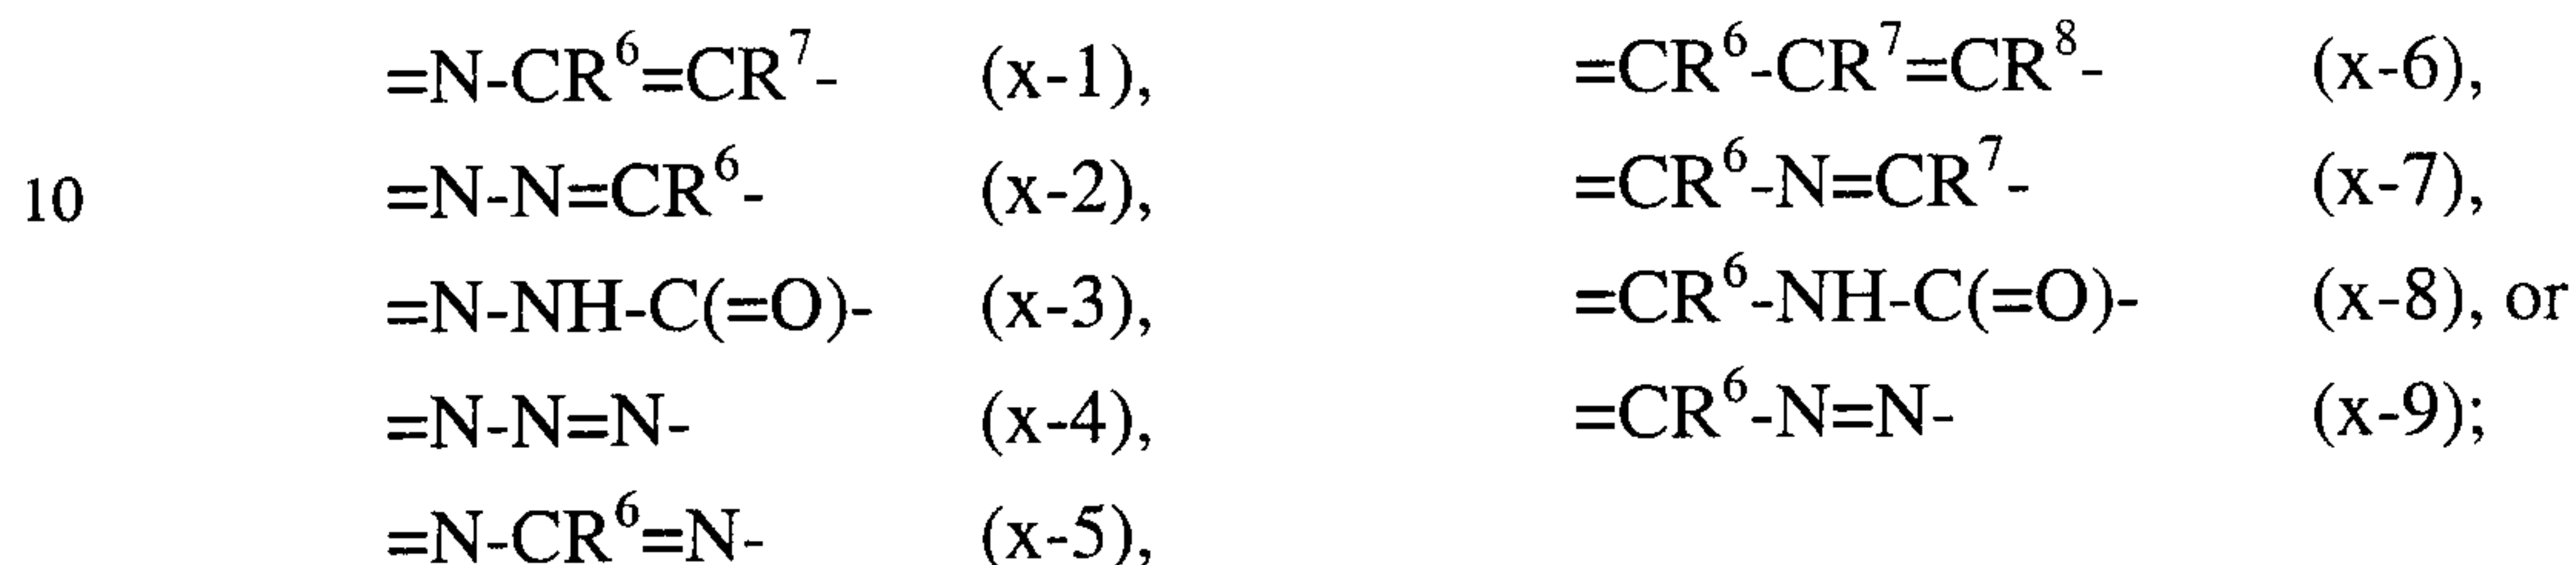 =N-CR⁶=CR⁷- (x-1), =CR⁶-CR⁷=CR⁸- (x-6),
10 =N-N=CR⁶- (x-2), =CR⁶-N=CR⁷- (x-7),
=N-NH-C(=O)- (x-3), =CR⁶-NH-C(=O)- (x-8), or
=N-N=N- (x-4), =CR⁶-N=N- (x-9);
=N-CR⁶=N- (x-5),